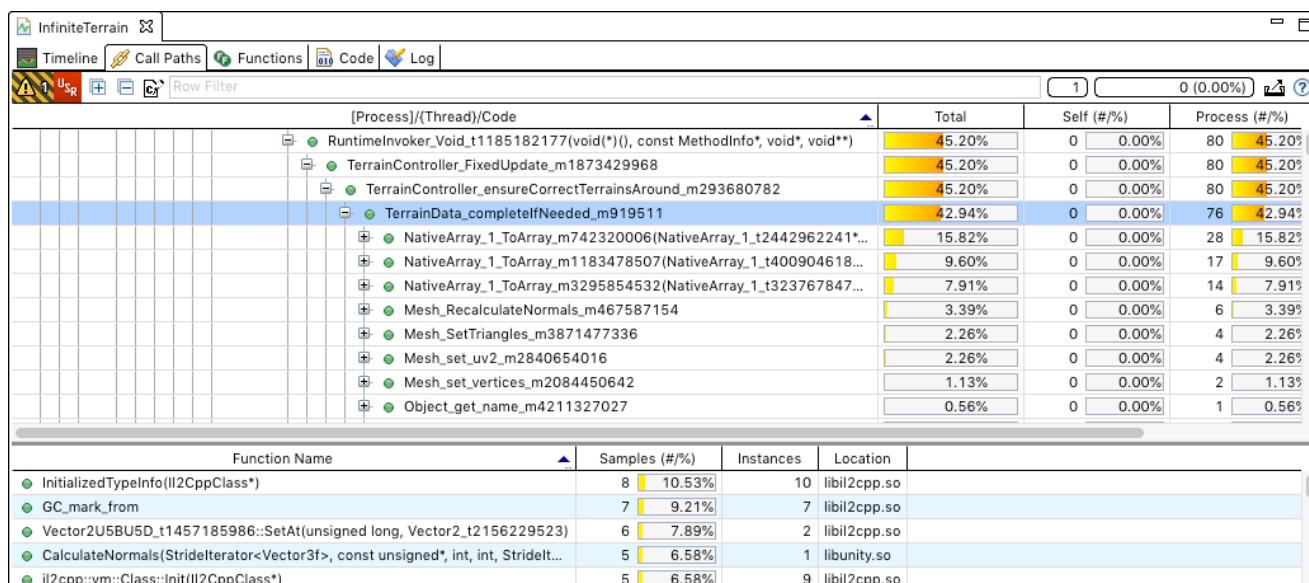 InfiniteTerrain
Timeline Call Paths Functions Code Log
1 USR C Row Filter 1 0 (0.00%) ?
[Process]/{Thread}/Code Total Self (#/%) Process (#/%)
RuntimeInvoker_Void_t1185182177(void(*)(), const MethodInfo*, void*, void**) 45.20% 0 0.00% 80 45.20%
TerrainController_FixedUpdate_m1873429968 45.20% 0 0.00% 80 45.20%
TerrainController_ensureCorrectTerrainsAround_m293680782 45.20% 0 0.00% 80 45.20%
TerrainData_completeIfNeeded_m919511 42.94% 0 0.00% 76 42.94%
NativeArray_1_ToArray_m742320006(NativeArray_1_t2442962241*... 15.82% 0 0.00% 28 15.82%
NativeArray_1_ToArray_m1183478507(NativeArray_1_t400904618... 9.60% 0 0.00% 17 9.60%
NativeArray_1_ToArray_m3295854532(NativeArray_1_t323767847... 7.91% 0 0.00% 14 7.91%
Mesh_RecalculateNormals_m467587154 3.39% 0 0.00% 6 3.39%
Mesh_SetTriangles_m3871477336 2.26% 0 0.00% 4 2.26%
Mesh_set_uv2_m2840654016 2.26% 0 0.00% 4 2.26%
Mesh_set_vertices_m2084450642 1.13% 0 0.00% 2 1.13%
Object_get_name_m4211327027 0.56% 0 0.00% 1 0.56%
Function Name Samples (#/%) Instances Location
InitializedTypeInfo(Il2CppClass*) 8 10.53% 10 libil2cpp.so
GC_mark_from 7 9.21% 7 libil2cpp.so
Vector2U5BU5D_t1457185986::SetAt(unsigned long, Vector2_t2156229523) 6 7.89% 2 libil2cpp.so
CalculateNormals(StrideIterator<Vector3f>, const unsigned*, int, int, StrideIt... 5 6.58% 1 libunity.so
il2cpp::vm::Class::Init(Il2CppClass*) 5 6.58% 9 libil2cpp.so